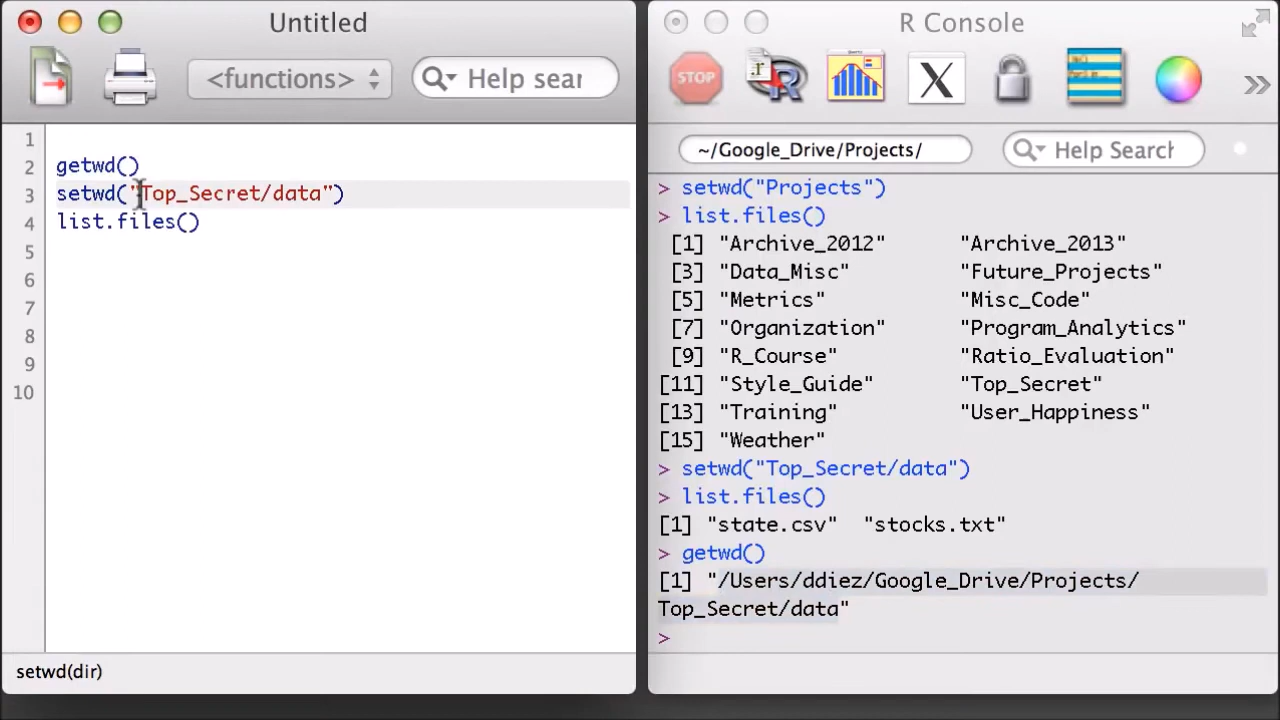 Untitled
<functions>
Help sear
1
2 getwd()
3 setwd("Top_Secret/data")
4 list.files()
5
6
7
8
9
10
setwd(dir)
R Console
STOP
R
X
~/Google_Drive/Projects/
Help Search
> setwd("Projects")
> list.files()
[1] "Archive_2012" "Archive_2013"
[3] "Data_Misc" "Future_Projects"
[5] "Metrics" "Misc_Code"
[7] "Organization" "Program_Analytics"
[9] "R_Course" "Ratio_Evaluation"
[11] "Style_Guide" "Top_Secret"
[13] "Training" "User_Happiness"
[15] "Weather"
> setwd("Top_Secret/data")
> list.files()
[1] "state.csv" "stocks.txt"
> getwd()
[1] "/Users/ddiez/Google_Drive/Projects/
Top_Secret/data"
>